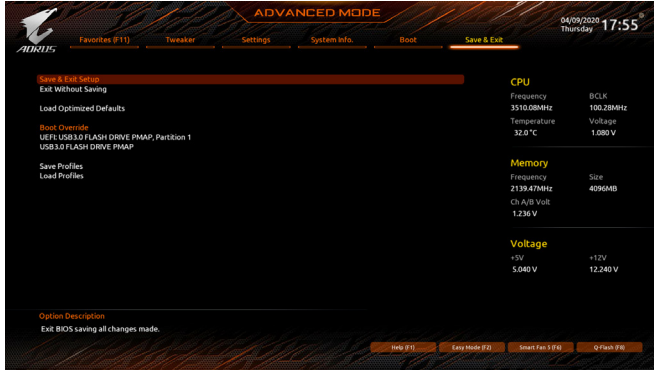 ADVANCED MODE
04/09/2020
Thursday
17:55
AORUS
Favorites (F11) Tweaker Settings System Info. Boot Save & Exit
Save & Exit Setup
Exit Without Saving
Load Optimized Defaults
Boot Override
UEFI: USB3.0 FLASH DRIVE PMAP, Partition 1
USB3.0 FLASH DRIVE PMAP
Save Profiles
Load Profiles
CPU
Frequency BCLK
3510.08MHz 100.28MHz
Temperature Voltage
32.0 °C 1.080 V
Memory
Frequency Size
2139.47MHz 4096MB
Ch A/B Volt
1.236 V
Voltage
+5V +12V
5.040 V 12.240 V
Option Description
Exit BIOS saving all changes made.
Help (F1) Easy Mode (F2) Smart Fan 5 (F6) Q-Flash (F8)